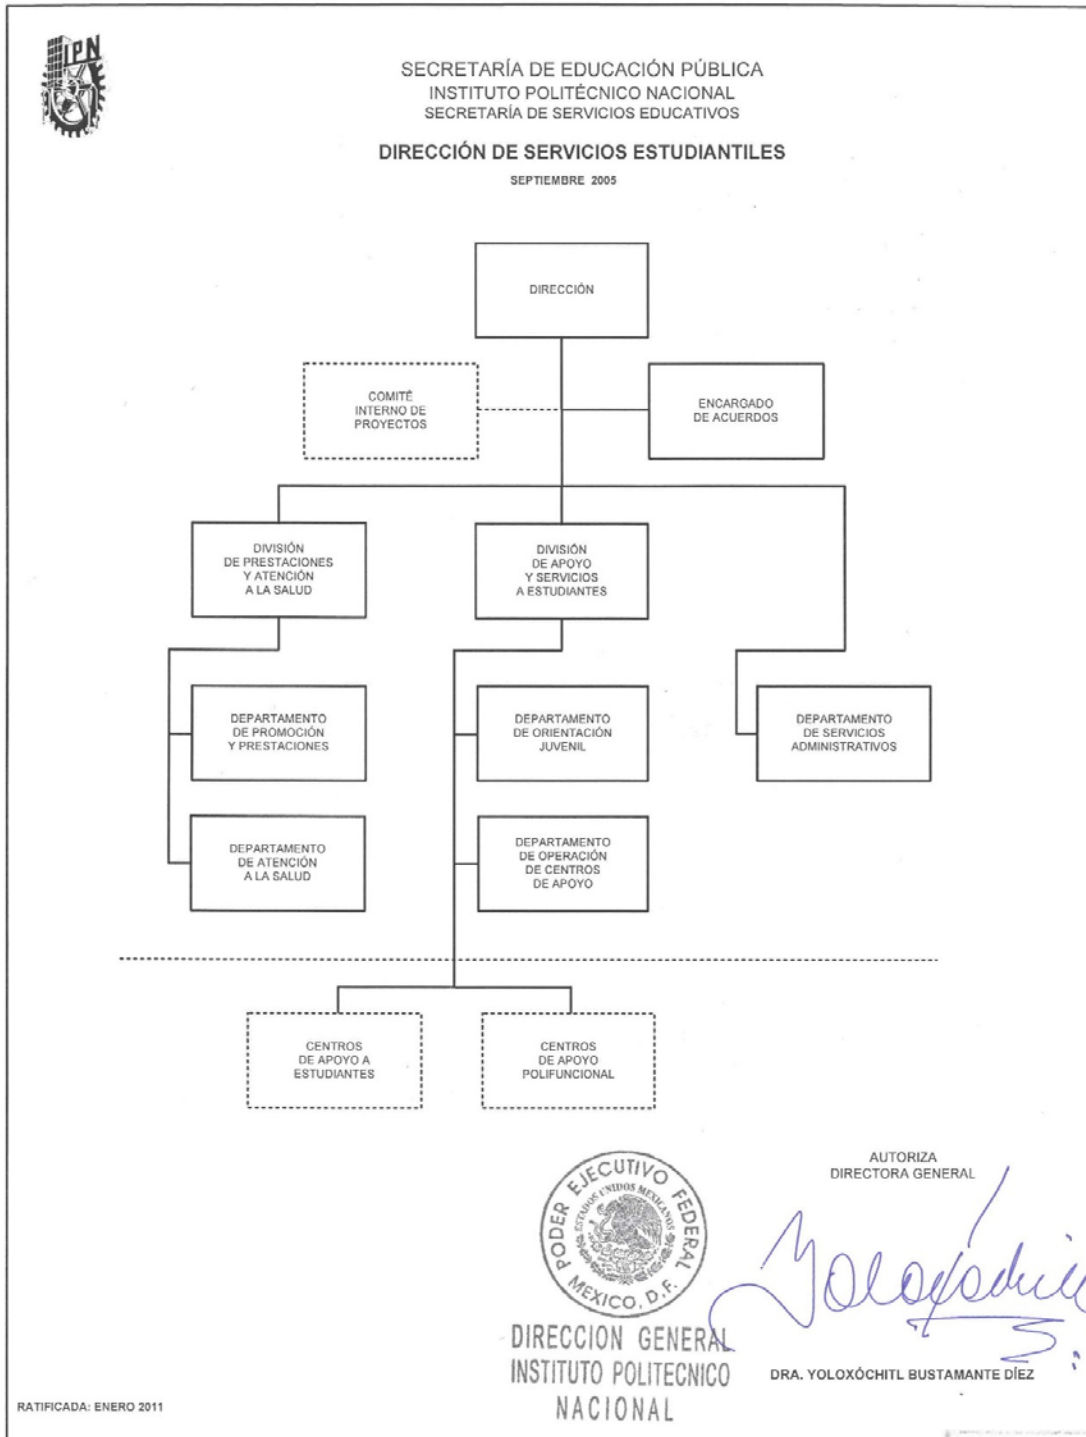 IPN
SECRETARÍA DE EDUCACIÓN PÚBLICA
INSTITUTO POLITÉCNICO NACIONAL
SECRETARÍA DE SERVICIOS EDUCATIVOS
DIRECCIÓN DE SERVICIOS ESTUDIANTILES
SEPTIEMBRE 2005
DIRECCIÓN
COMITÉ
INTERNO DE
PROYECTOS
ENCARGADO
DE ACUERDOS
DIVISIÓN
DE PRESTACIONES
Y ATENCIÓN
A LA SALUD
DIVISIÓN
DE APOYO
Y SERVICIOS
A ESTUDIANTES
DEPARTAMENTO
DE PROMOCIÓN
Y PRESTACIONES
DEPARTAMENTO
DE ORIENTACIÓN
JUVENIL
DEPARTAMENTO
DE SERVICIOS
ADMINISTRATIVOS
DEPARTAMENTO
DE ATENCIÓN
A LA SALUD
DEPARTAMENTO
DE OPERACIÓN
DE CENTROS
DE APOYO
CENTROS
DE APOYO A
ESTUDIANTES
CENTROS
DE APOYO
POLIFUNCIONAL
PODER EJECUTIVO FEDERAL
ESTADOS UNIDOS MEXICANOS
MEXICO, D.F.
DIRECCION GENERAL
INSTITUTO POLITECNICO
NACIONAL
AUTORIZA
DIRECTORA GENERAL
DRA. YOLOXÓCHITL BUSTAMANTE DÍEZ
RATIFICADA: ENERO 2011